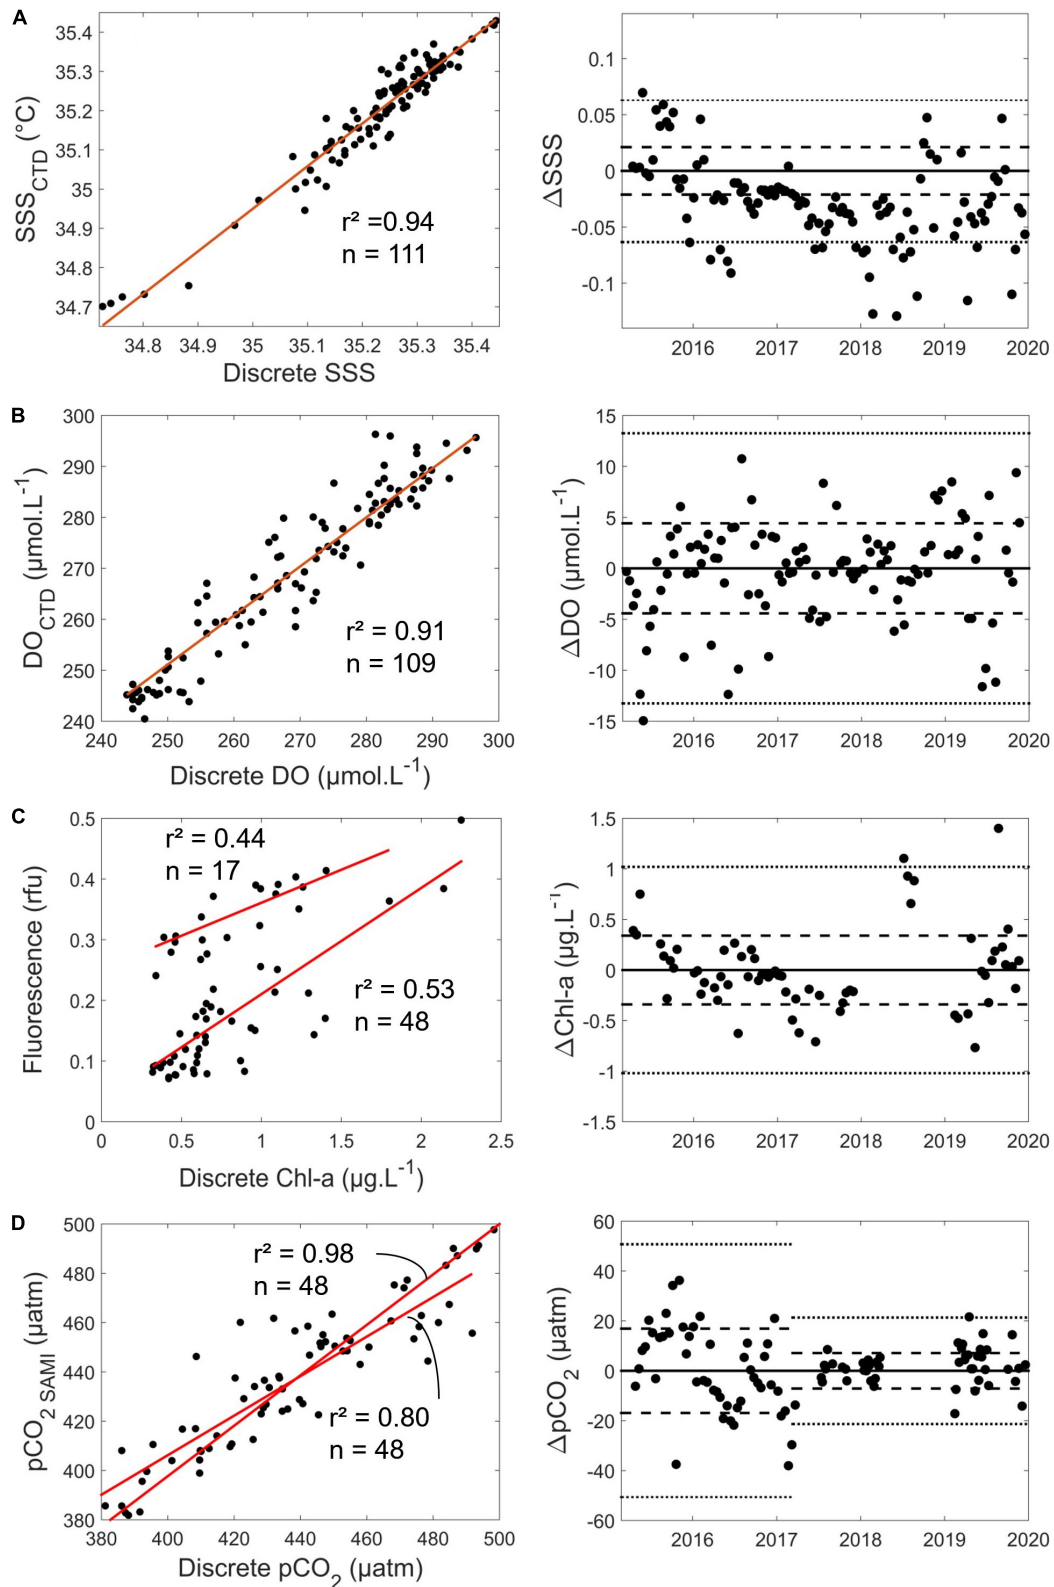 A
35.4
35.3
35.2
35.1
35
34.9
34.8
34.7
SSS_CTD (°C)
r² =0.94
n = 111
34.8 34.9 35 35.1 35.2 35.3 35.4
Discrete SSS
0.1
0.05
0
-0.05
-0.1
ΔSSS
2016 2017 2018 2019 2020
B
300
290
280
270
260
250
240
DO_CTD (µmol.L⁻¹)
r² = 0.91
n = 109
240 250 260 270 280 290 300
Discrete DO (µmol.L⁻¹)
15
10
5
0
-5
-10
-15
ΔDO (µmol.L⁻¹)
2016 2017 2018 2019 2020
C
0.5
0.4
0.3
0.2
0.1
0
Fluorescence (rfu)
r² = 0.44
n = 17
r² = 0.53
n = 48
0 0.5 1 1.5 2 2.5
Discrete Chl-a (µg.L⁻¹)
1.5
1
0.5
0
-0.5
-1
-1.5
ΔChl-a (µg.L⁻¹)
2016 2017 2018 2019 2020
D
500
480
460
440
420
400
380
pCO₂ SAMI (µatm)
r² = 0.98
n = 48
r² = 0.80
n = 48
380 400 420 440 460 480 500
Discrete pCO₂ (µatm)
60
40
20
0
-20
-40
-60
ΔpCO₂ (µatm)
2016 2017 2018 2019 2020